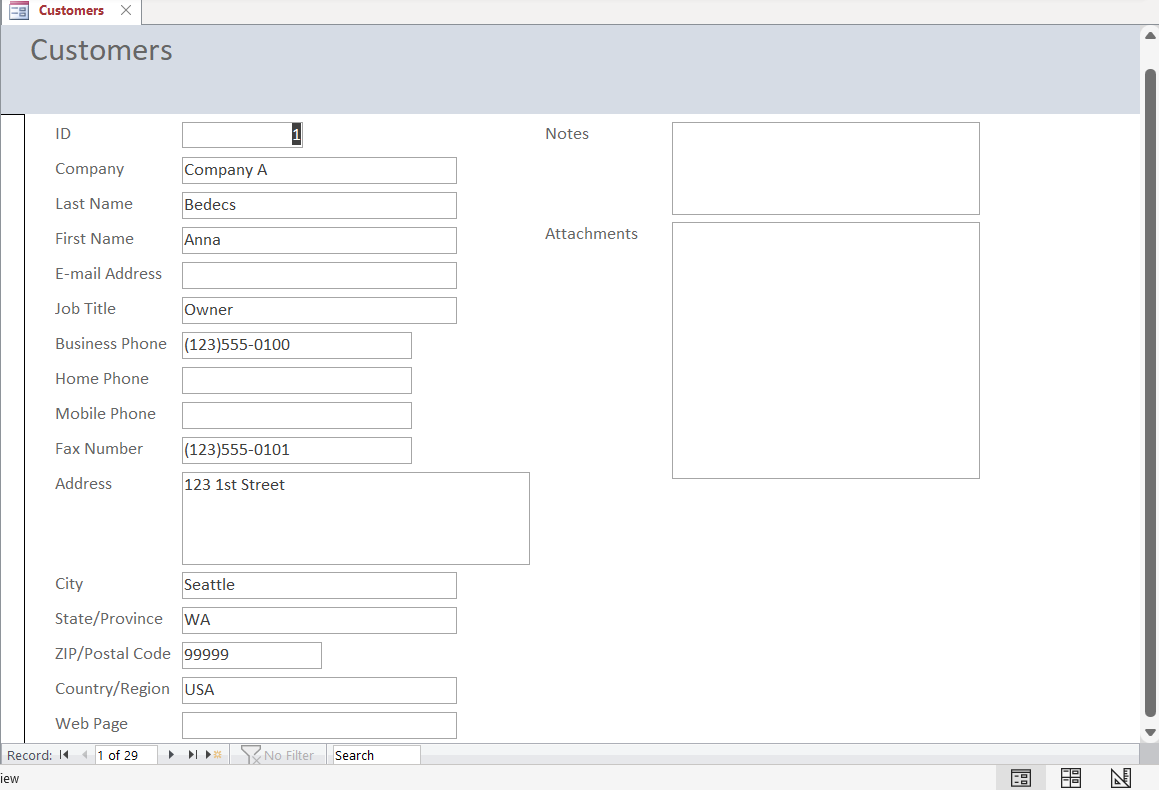 Customers
Customers
ID 1
Company Company A
Last Name Bedecs
First Name Anna
E-mail Address
Job Title Owner
Business Phone (123)555-0100
Home Phone
Mobile Phone
Fax Number (123)555-0101
Address 123 1st Street
City Seattle
State/Province WA
ZIP/Postal Code 99999
Country/Region USA
Web Page
Notes
Attachments
Record: 1 of 29 No Filter Search
iew